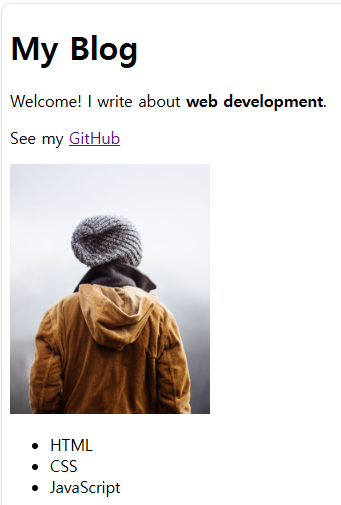 My Blog
Welcome! I write about web development.
See my GitHub
HTML
CSS
JavaScript